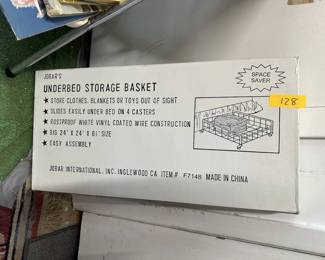 JOBAR'S
UNDERBED STORAGE BASKET
★ STORE CLOTHES, BLANKETS OR TOYS OUT OF SIGHT
★ GLIDES EASILY UNDER BED ON 4 CASTERS
★ RUSTPROOF WHITE VINYL COATED WIRE CONSTRUCTION
★ BIG 24" X 24" X 6½" SIZE
★ EASY ASSEMBLY
SPACE
SAVER
128
JOBAR INTERNATIONAL, INC. INGLEWOOD CA. ITEM# F7148 MADE IN CHINA